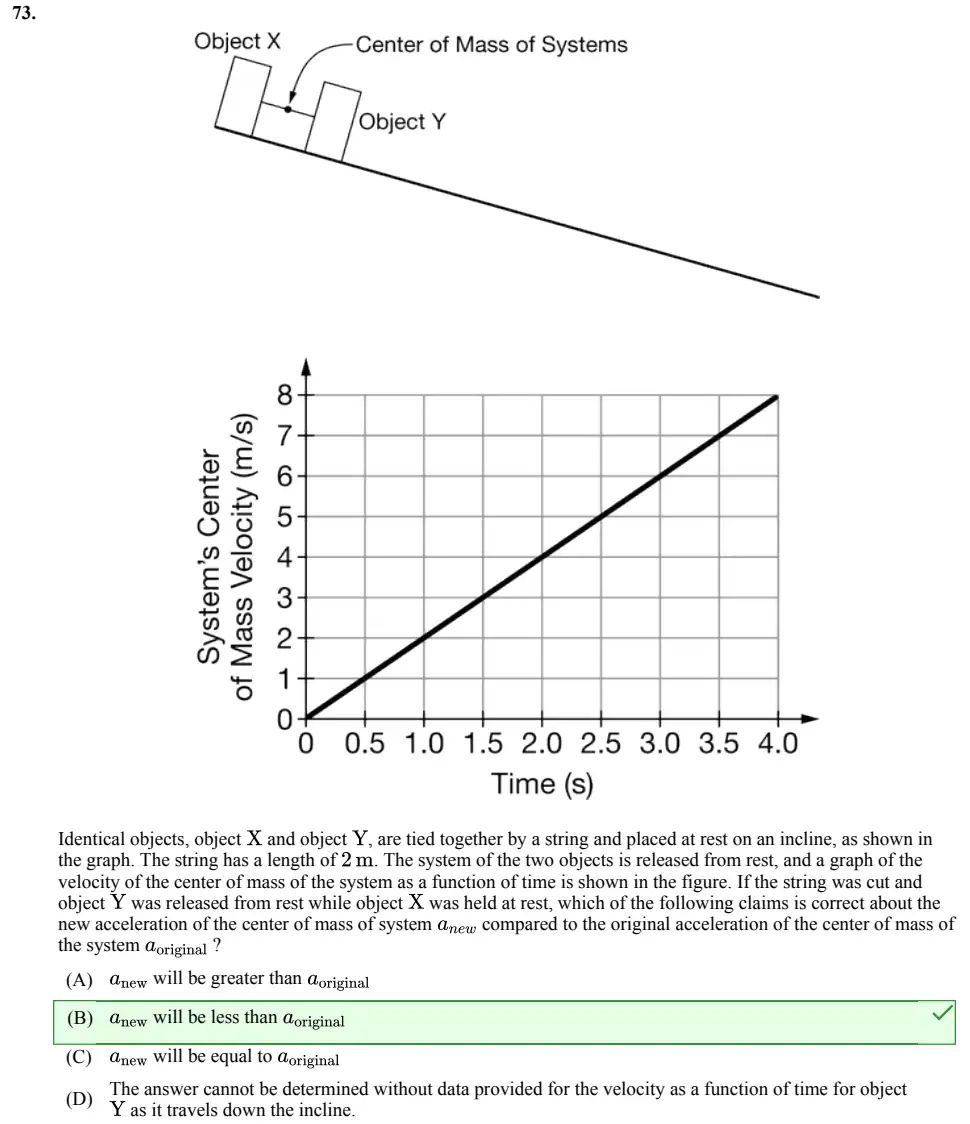 73.
Object X
Center of Mass of Systems
Object Y
System's Center
of Mass Velocity (m/s)
8
7
6
5
4
3
2
1
0
0 0.5 1.0 1.5 2.0 2.5 3.0 3.5 4.0
Time (s)
Identical objects, object X and object Y, are tied together by a string and placed at rest on an incline, as shown in
the graph. The string has a length of 2 m. The system of the two objects is released from rest, and a graph of the
velocity of the center of mass of the system as a function of time is shown in the figure. If the string was cut and
object Y was released from rest while object X was held at rest, which of the following claims is correct about the
new acceleration of the center of mass of system a_new compared to the original acceleration of the center of mass of
the system a_original ?
(A) a_new will be greater than a_original
(B) a_new will be less than a_original
(C) a_new will be equal to a_original
(D) The answer cannot be determined without data provided for the velocity as a function of time for object
Y as it travels down the incline.